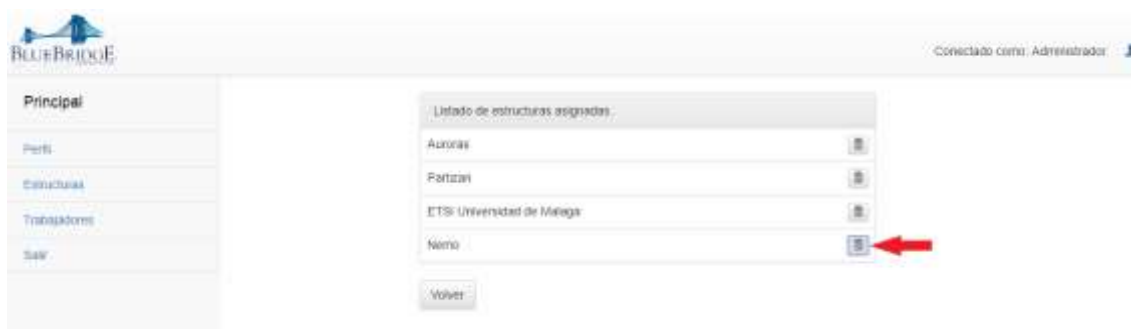 BLUEBRIDGE
Conectado como: Administrador
Principal
Perfil
Estructuras
Trabajadores
Salir
Listado de estructuras asignadas
Auroras
Partizan
ETSI Universidad de Malaga
Nemo
Volver